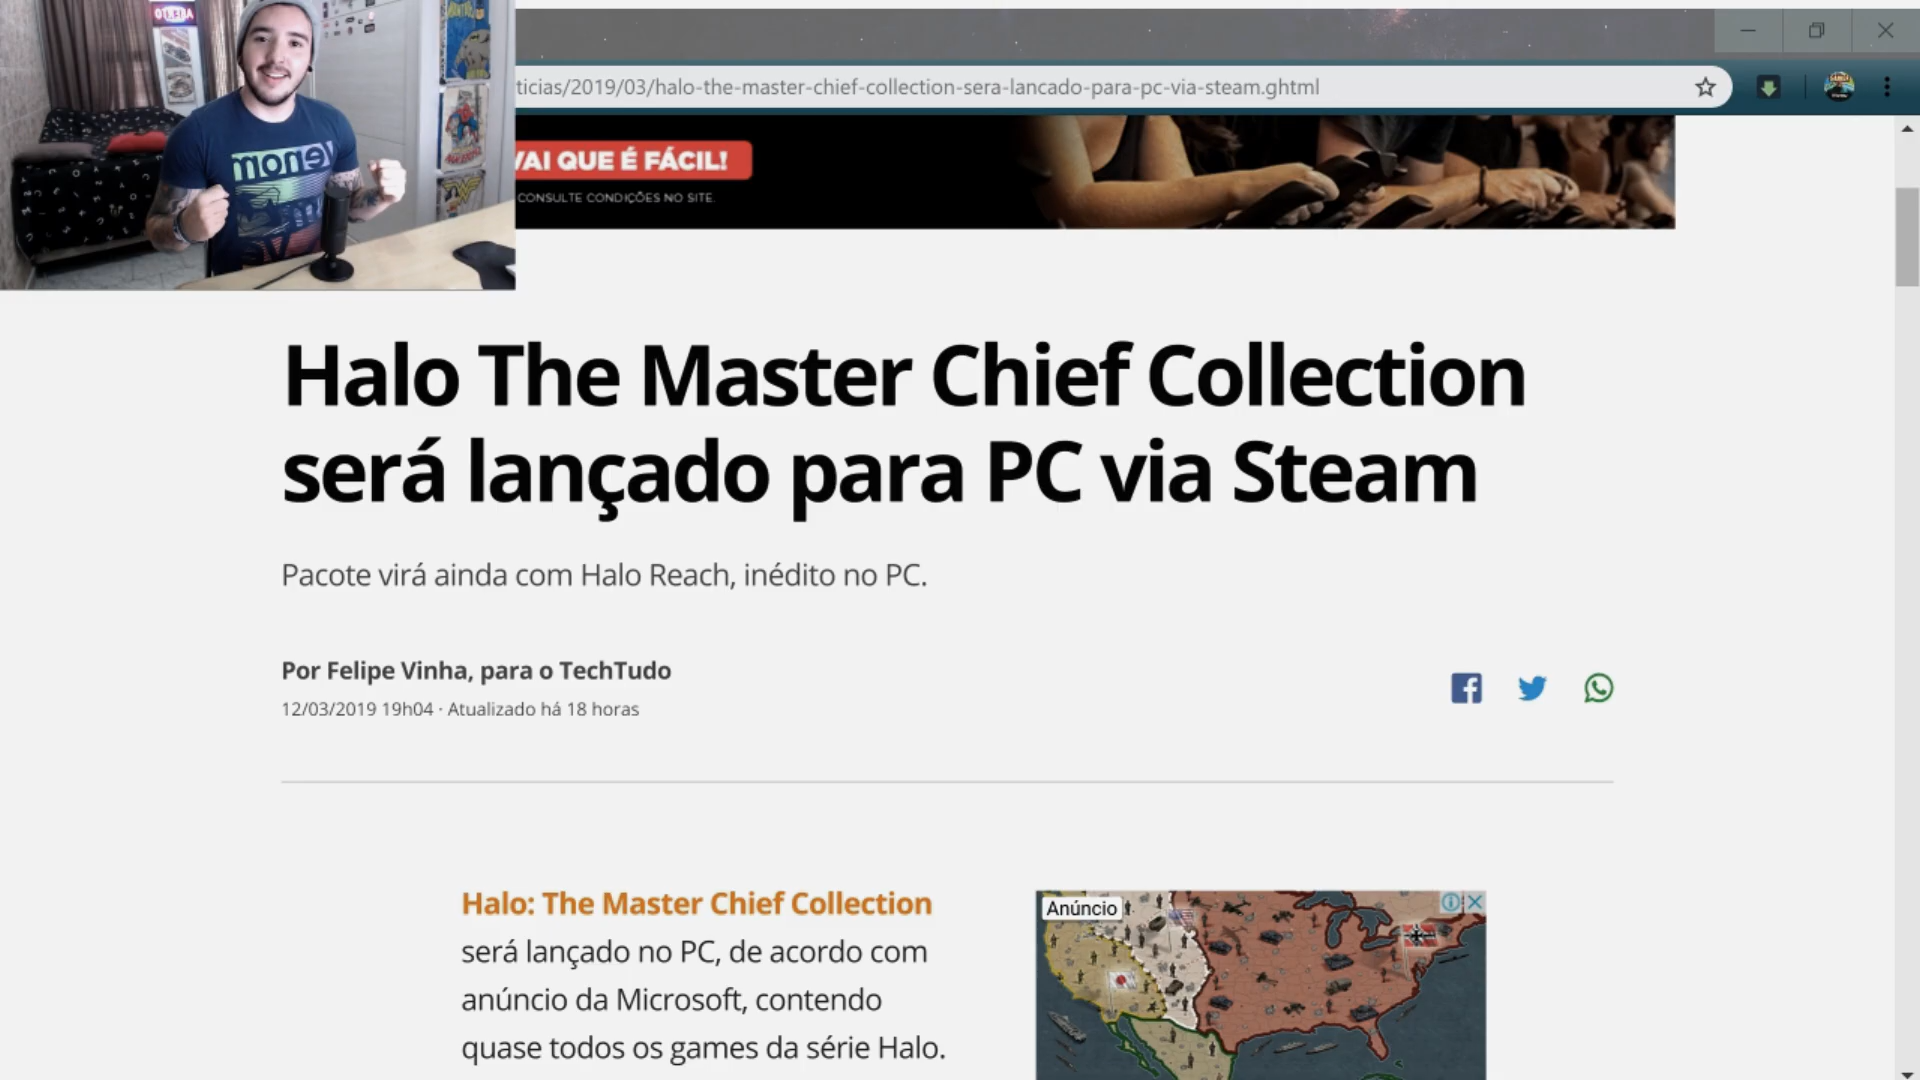 ticias/2019/03/halo-the-master-chief-collection-sera-lancado-para-pc-via-steam.ghtml
VAI QUE É FÁCIL!
CONSULTE CONDIÇÕES NO SITE.
money
Halo The Master Chief Collection
será lançado para PC via Steam
Pacote virá ainda com Halo Reach, inédito no PC.
Por Felipe Vinha, para o TechTudo
12/03/2019 19h04 · Atualizado há 18 horas
Halo: The Master Chief Collection
será lançado no PC, de acordo com
anúncio da Microsoft, contendo
quase todos os games da série Halo.
Anúncio